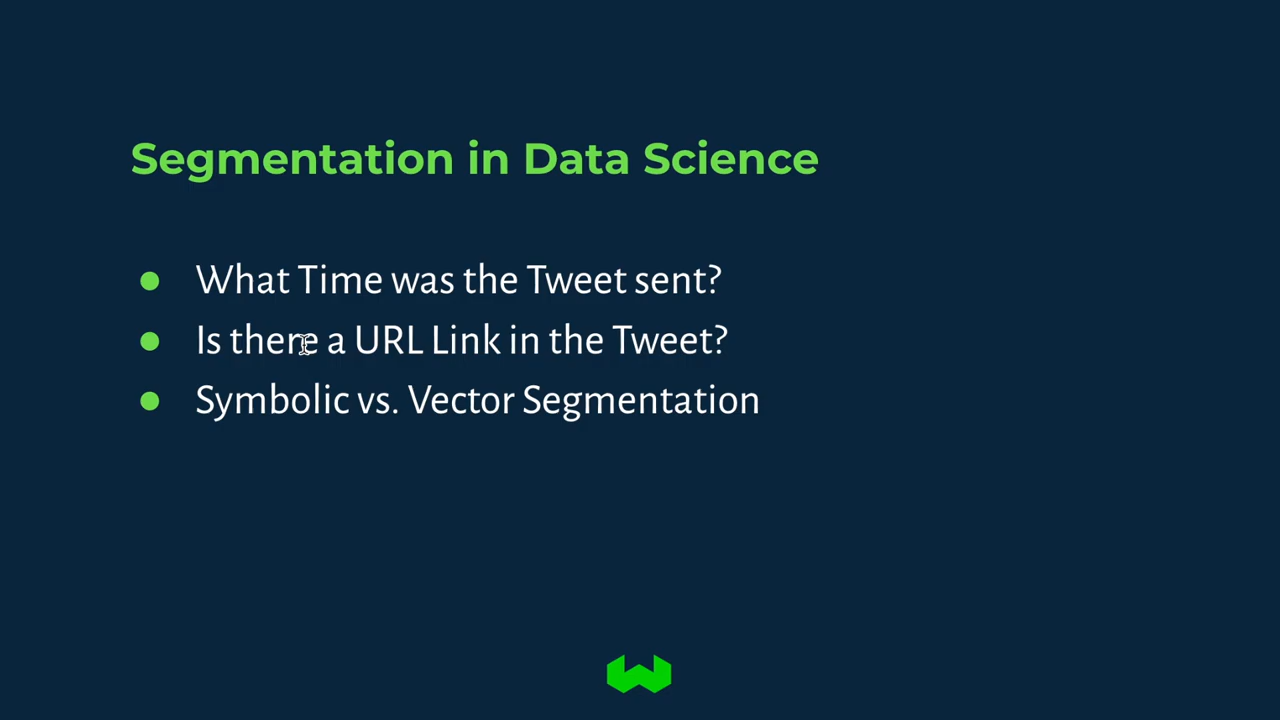 Segmentation in Data Science
What Time was the Tweet sent?
Is there a URL Link in the Tweet?
Symbolic vs. Vector Segmentation